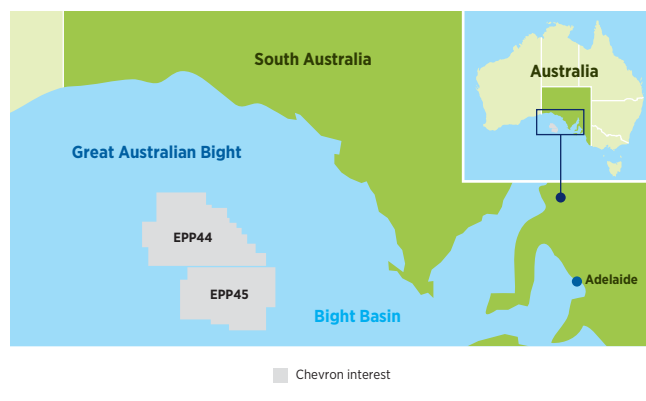 South Australia
Australia
Great Australian Bight
EPP44
EPP45
Adelaide
Bight Basin
Chevron interest